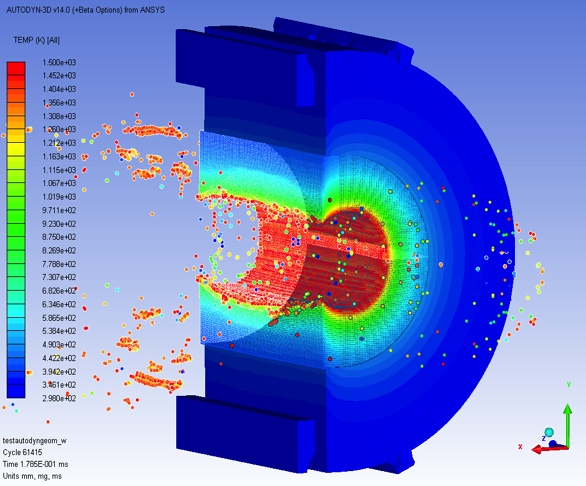 AUTODYN-3D v14.0 (+Beta Options) from ANSYS
TEMP (K) [All]
1.500e+03
1.452e+03
1.404e+03
1.356e+03
1.308e+03
1.260e+03
1.212e+03
1.163e+03
1.115e+03
1.067e+03
1.019e+03
9.711e+02
9.230e+02
8.750e+02
8.269e+02
7.788e+02
7.307e+02
6.826e+02
6.346e+02
5.865e+02
5.384e+02
4.903e+02
4.422e+02
3.942e+02
3.461e+02
2.980e+02
testautodyngeom_w
Cycle 61415
Time 1.785E-001 ms
Units mm, mg, ms
Y
X
Z